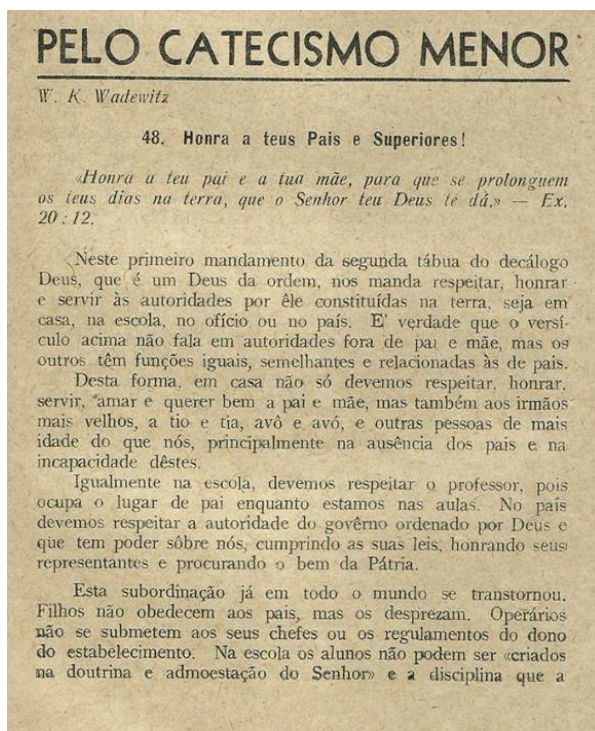 PELO CATECISMO MENOR
W. K. Wadewitz
48. Honra a teus Pais e Superiores!
«Honra a teu pai e a tua mãe, para que se prolonguem
os teus dias na terra, que o Senhor teu Deus te dá.» — Ex.
20:12.
Neste primeiro mandamento da segunda tábua do decálogo
Deus, que é um Deus da ordem, nos manda respeitar, honrar
e servir às autoridades por êle constituídas na terra, seja em
casa, na escola, no ofício ou no país. E' verdade que o versí-
culo acima não fala em autoridades fora de pai e mãe, mas os
outros têm funções iguais, semelhantes e relacionadas às de pais.
Desta forma, em casa não só devemos respeitar, honrar,
servir, amar e querer bem a pai e mãe, mas também aos irmãos
mais velhos, a tio e tia, avô e avó, e outras pessoas de mais
idade do que nós, principalmente na ausência dos pais e na
incapacidade dêstes.
Igualmente na escola, devemos respeitar o professor, pois
ocupa o lugar de pai enquanto estamos nas aulas. No país
devemos respeitar a autoridade do govêrno ordenado por Deus e
que tem poder sôbre nós, cumprindo as suas leis, honrando seus
representantes e procurando o bem da Pátria.
Esta subordinação já em todo o mundo se transtornou.
Filhos não obedecem aos pais, mas os desprezam. Operários
não se submetem aos seus chefes ou os regulamentos do dono
do estabelecimento. Na escola os alunos não podem ser «criados
na doutrina e admoestação do Senhor» e a disciplina que a